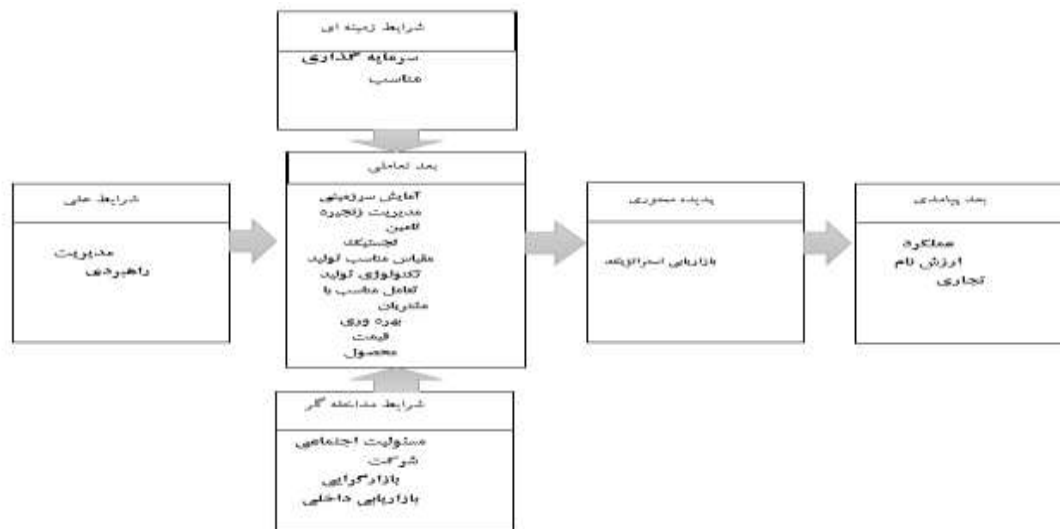 شرایط زمینه ای
سرمایه گذاری
مناسب
بعد تعاملی
آمایش سرزمینی
مدیریت زنجیره
تامین
لجستیک
مقیاس مناسب تولید
تکنولوژی تولید
تعامل مناسب با
مشتریان
بهره وری
قیمت
محصول
شرایط علی
مدیریت
راهبردی
پدیده محوری
بازاریابی استراتژیک
بعد پیامدی
عملکرد
ارزش نام
تجاری
شرایط مداخله گر
مسئولیت اجتماعی
شرکت
بازارگرایی
بازاریابی داخلی